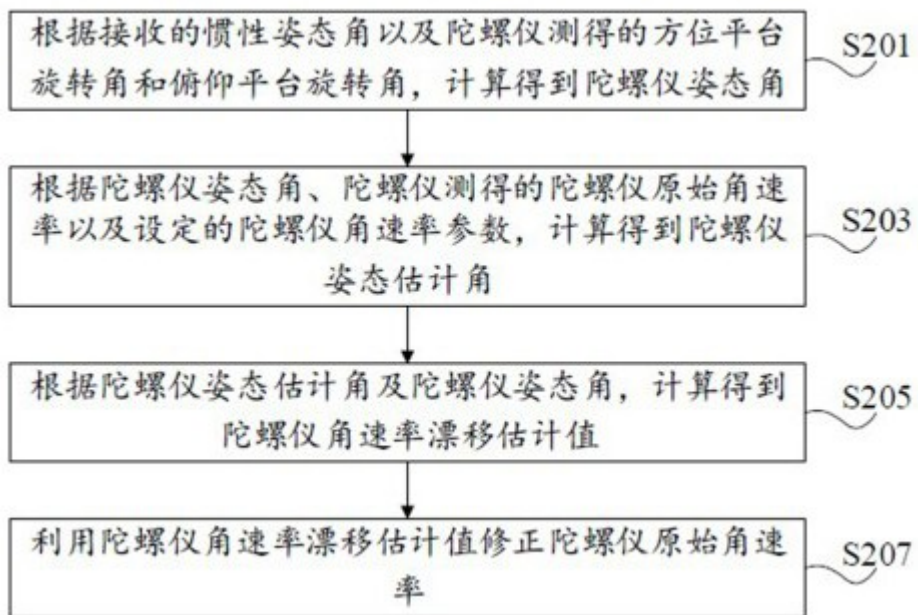 根据接收的惯性姿态角以及陀螺仪测得的方位平台
旋转角和俯仰平台旋转角，计算得到陀螺仪姿态角
S201
根据陀螺仪姿态角、陀螺仪测得的陀螺仪原始角速
率以及设定的陀螺仪角速率参数，计算得到陀螺仪
姿态估计角
S203
根据陀螺仪姿态估计角及陀螺仪姿态角，计算得到
陀螺仪角速率漂移估计值
S205
利用陀螺仪角速率漂移估计值修正陀螺仪原始角速
率
S207